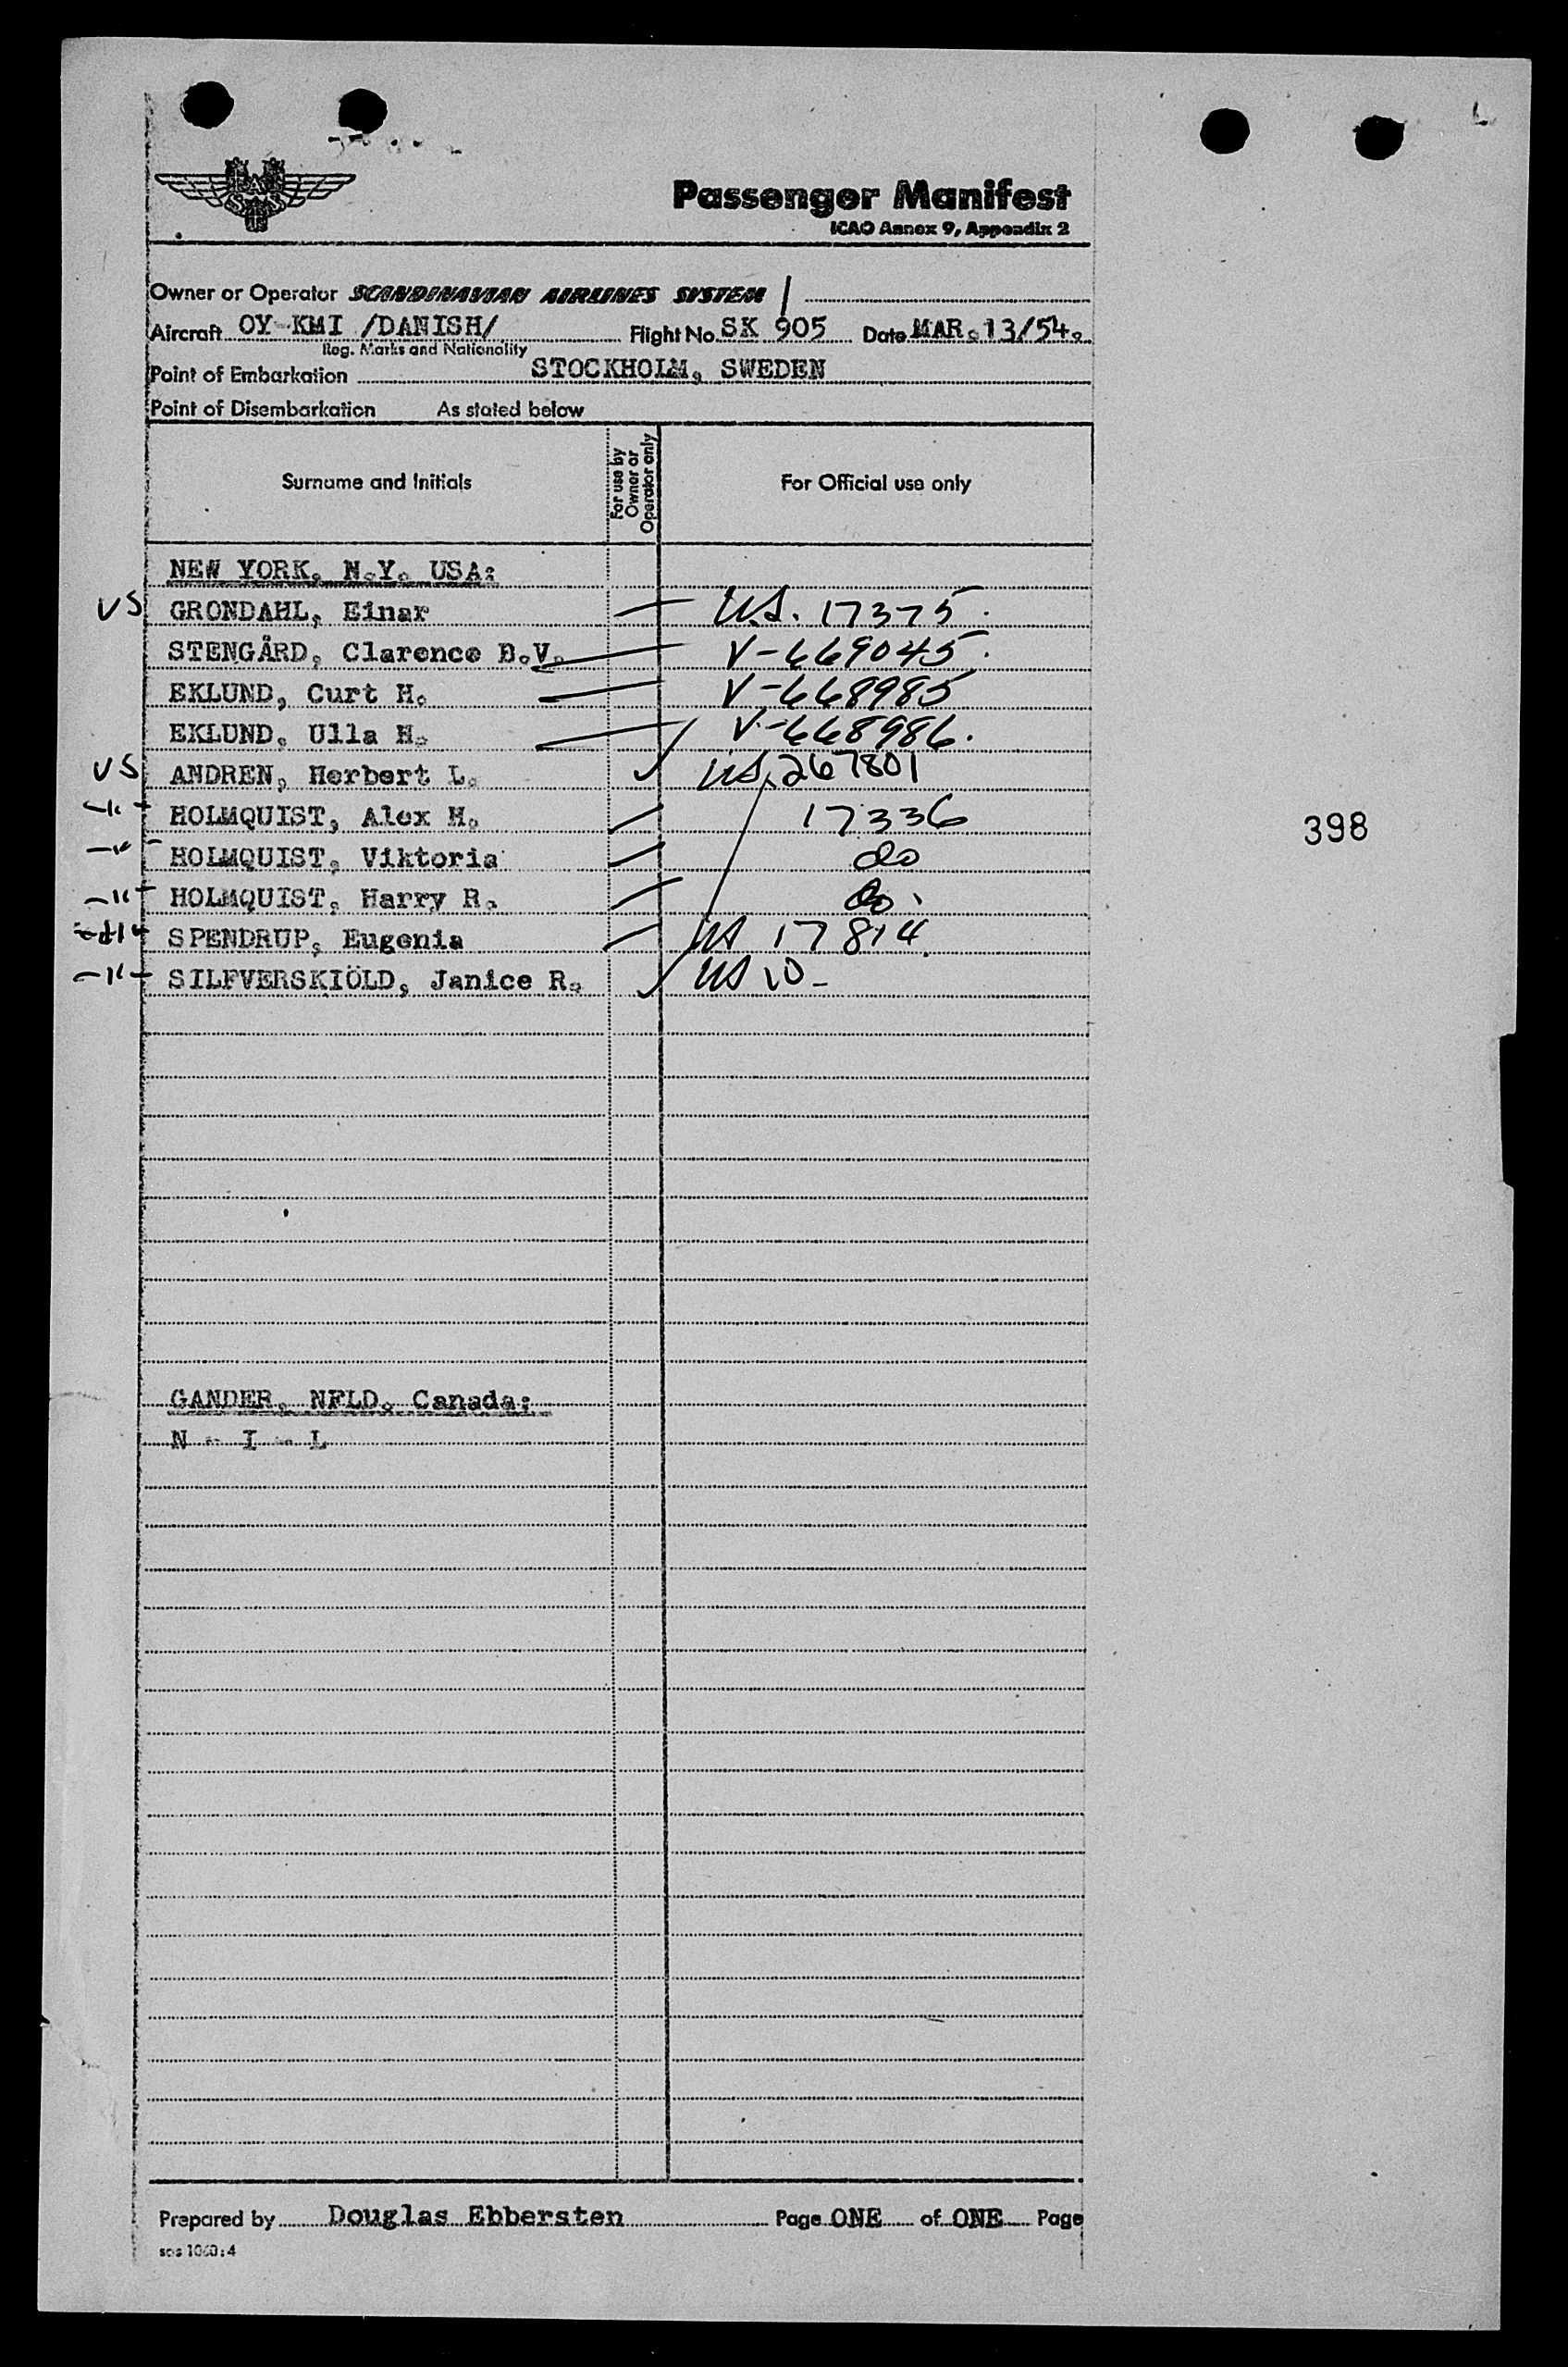 SAS
Passenger Manifest
ICAO Annex 9, Appendix 2
Owner or Operator SCANDINAVIAN AIRLINES SYSTEM
Aircraft OY-KMI /DANISH/ Flight No. SK 905 Date MAR.13/54.
Reg. Marks and Nationality
Point of Embarkation STOCKHOLM, SWEDEN
Point of Disembarkation As stated below
Surname and Initials For use by Owner or Operator only For Official use only
NEW YORK, N.Y. USA:
US GRONDAHL, Einar — U.S. 17375.
STENGÅRD, Clarence B.V. — V-669045.
EKLUND, Curt H. — V-668985
EKLUND, Ulla H. — V-668986.
US ANDREN, Herbert L. ✓ US. 267801
-"- HOLMQUIST, Alex H. 17336
-"- HOLMQUIST, Viktoria do
-"- HOLMQUIST, Harry R. do.
-"- SPENDRUP, Eugenia US 17814
-"- SILFVERSKIÖLD, Janice R. ✓ US ID-
398
GANDER, NFLD. Canada:
N - I - L
Prepared by Douglas Ebbersten Page ONE of ONE Page
sas 1060:4